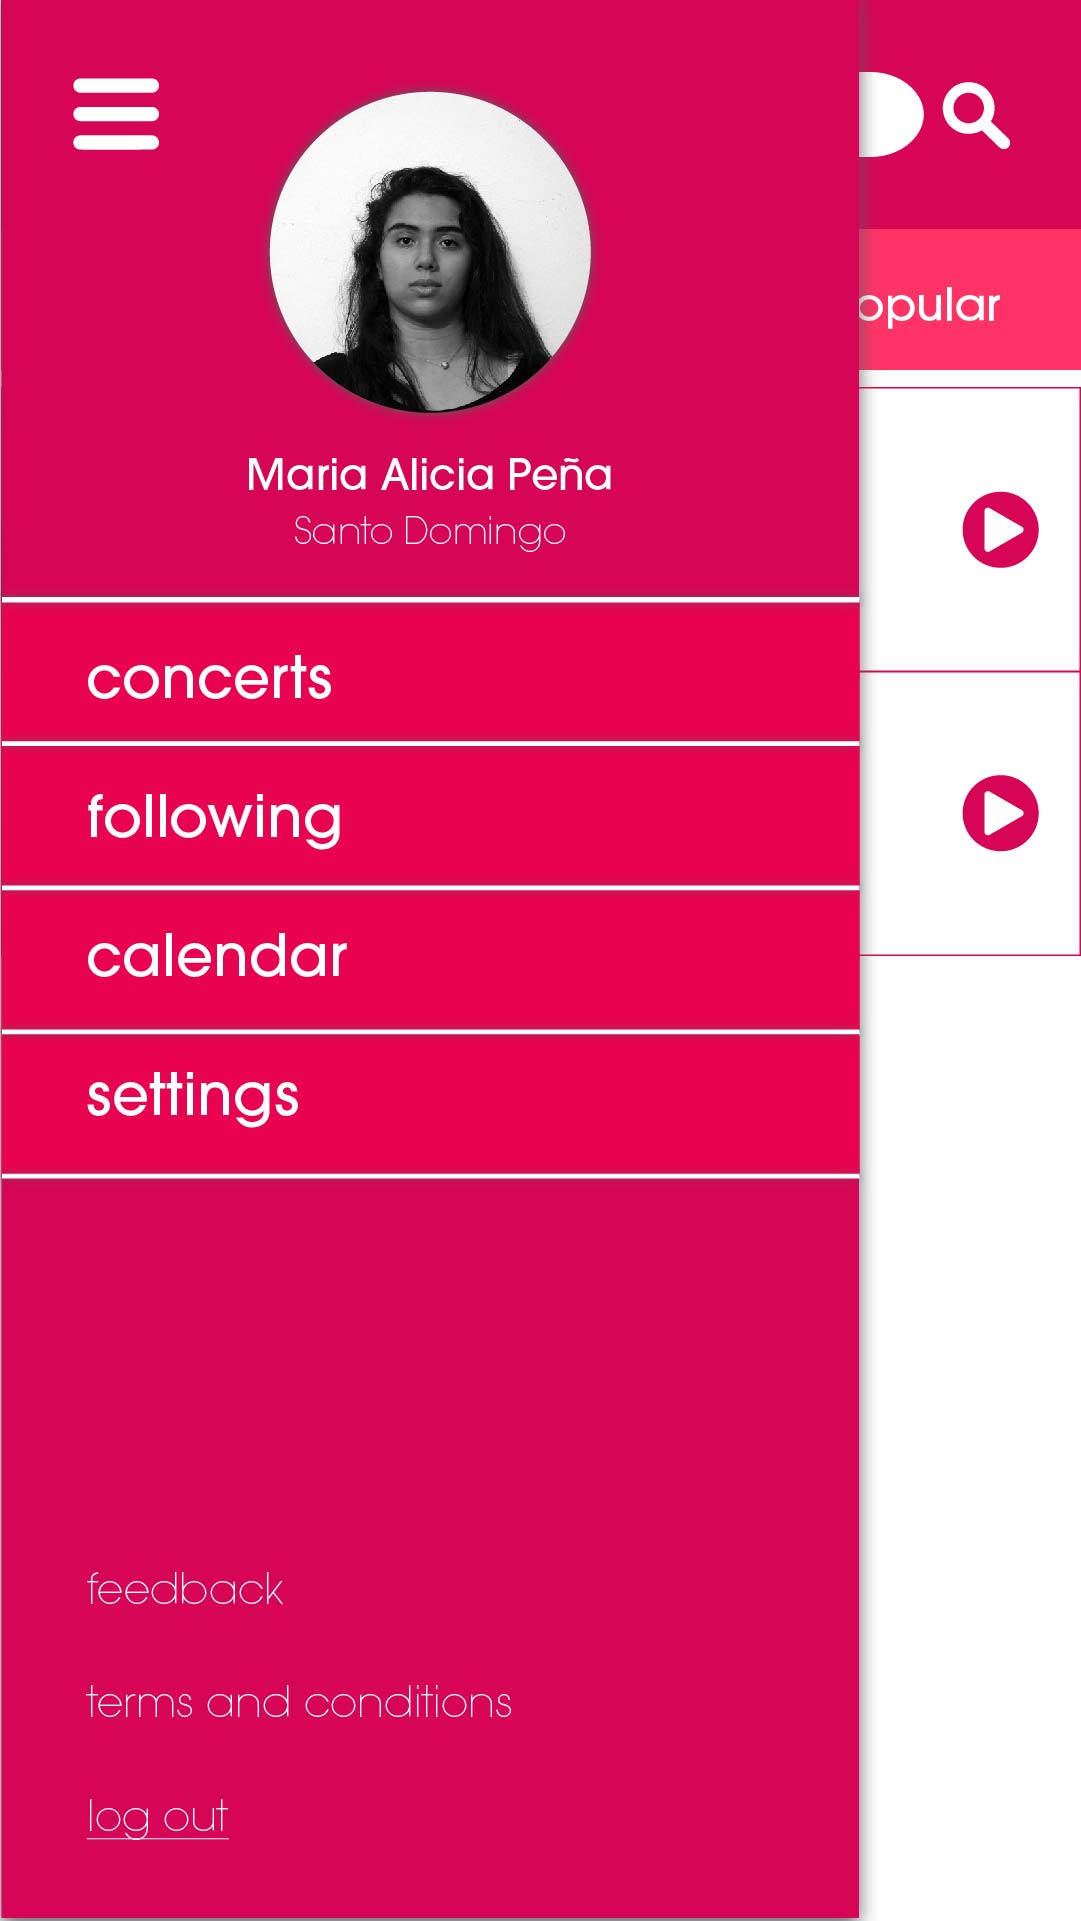 opular
Maria Alicia Peña
Santo Domingo
concerts
following
calendar
settings
feedback
terms and conditions
log out